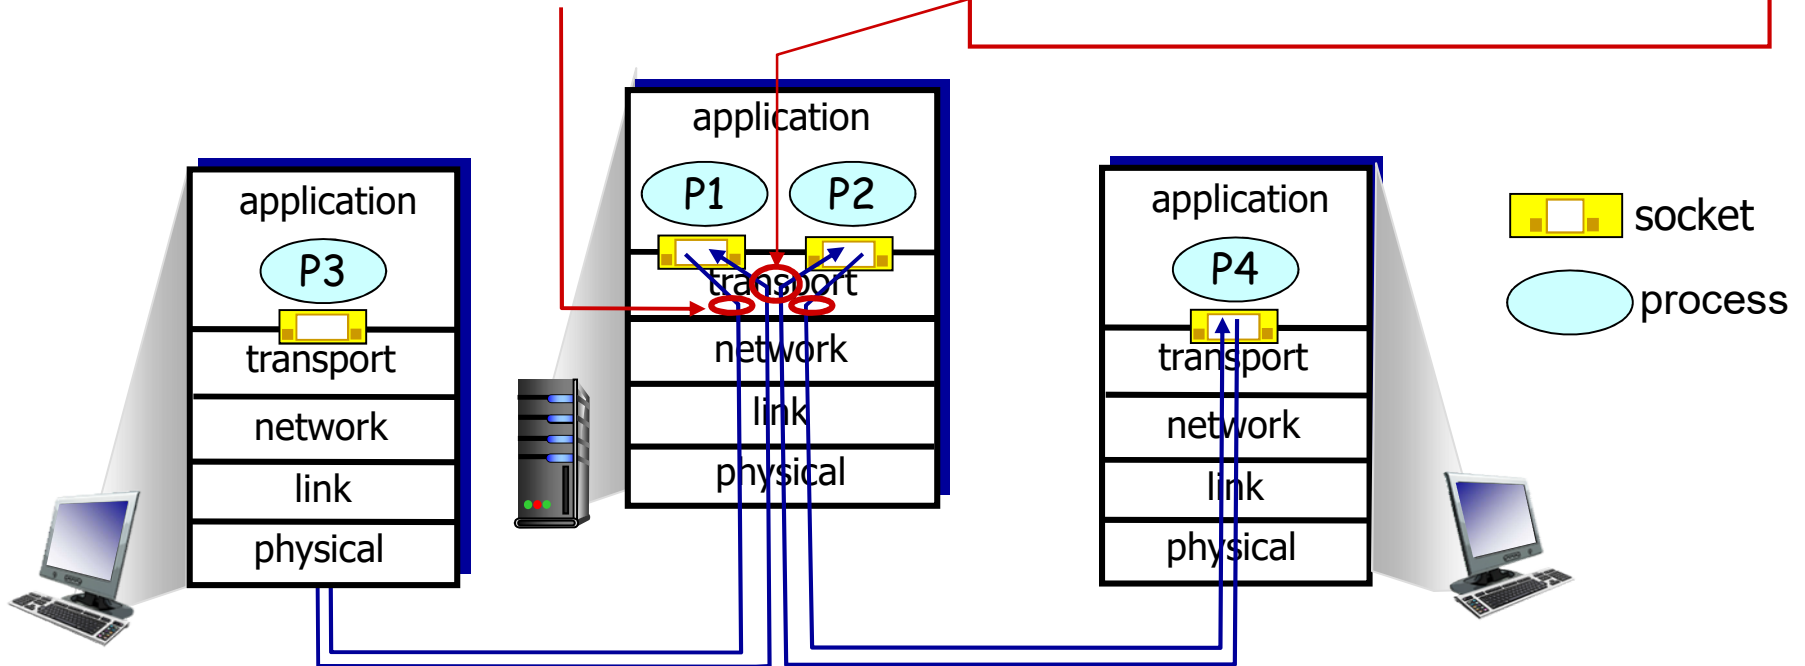 application
P3
transport
network
link
physical
application
P1
P2
transport
network
link
physical
application
P4
transport
network
link
physical
socket
process